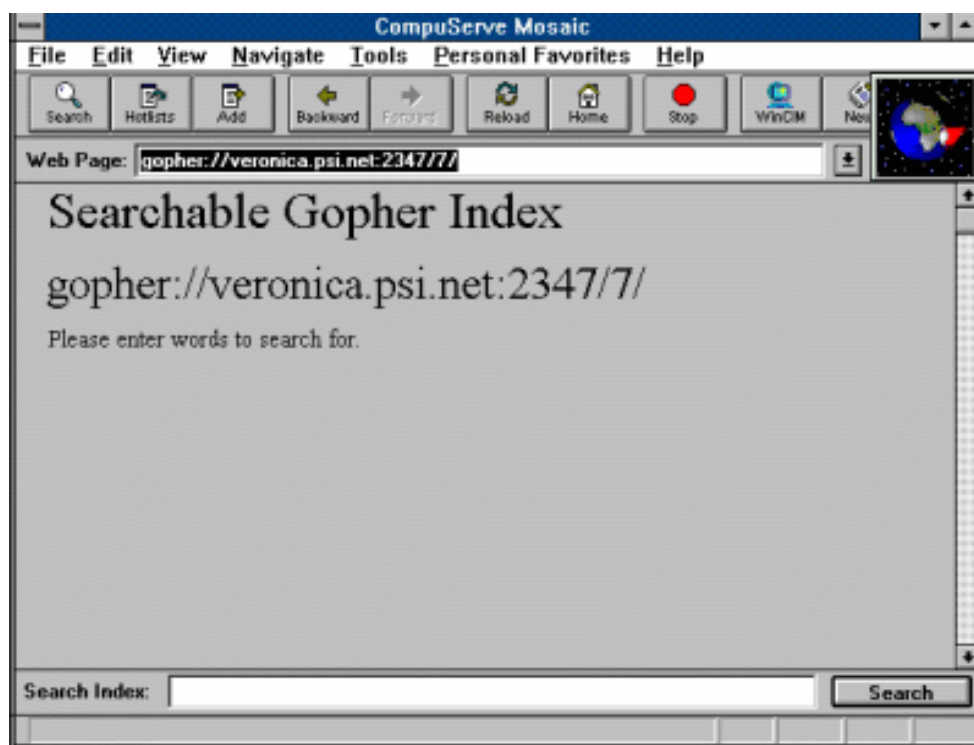 CompuServe Mosaic
File Edit View Navigate Tools Personal Favorites Help
Search Hotlists Add Backward Forward Reload Home Stop WinCIM
Web Page: gopher://veronica.psi.net:2347/7/
Searchable Gopher Index
gopher://veronica.psi.net:2347/7/
Please enter words to search for.
Search Index: Search